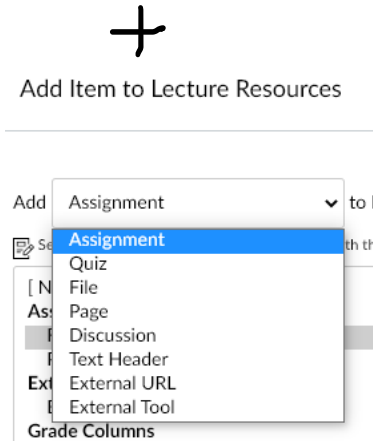 Add Item to Lecture Resources
Add Assignment to
Assignment
Quiz
File
Page
Discussion
Text Header
External URL
External Tool
Grade Columns